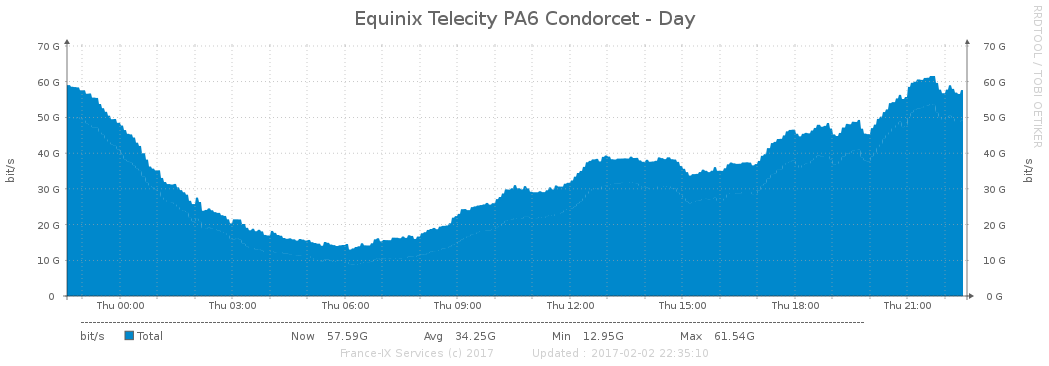 Equinix Telecity PA6 Condorcet - Day
RRDTOOL / TOBI OETIKER
bit/s
bit/s
70 G 70 G
60 G 60 G
50 G 50 G
40 G 40 G
30 G 30 G
20 G 20 G
10 G 10 G
0 0 G
Thu 00:00 Thu 03:00 Thu 06:00 Thu 09:00 Thu 12:00 Thu 15:00 Thu 18:00 Thu 21:00
bit/s Total Now 57.59G Avg 34.25G Min 12.95G Max 61.54G
France-IX Services (c) 2017 Updated : 2017-02-02 22:35:10